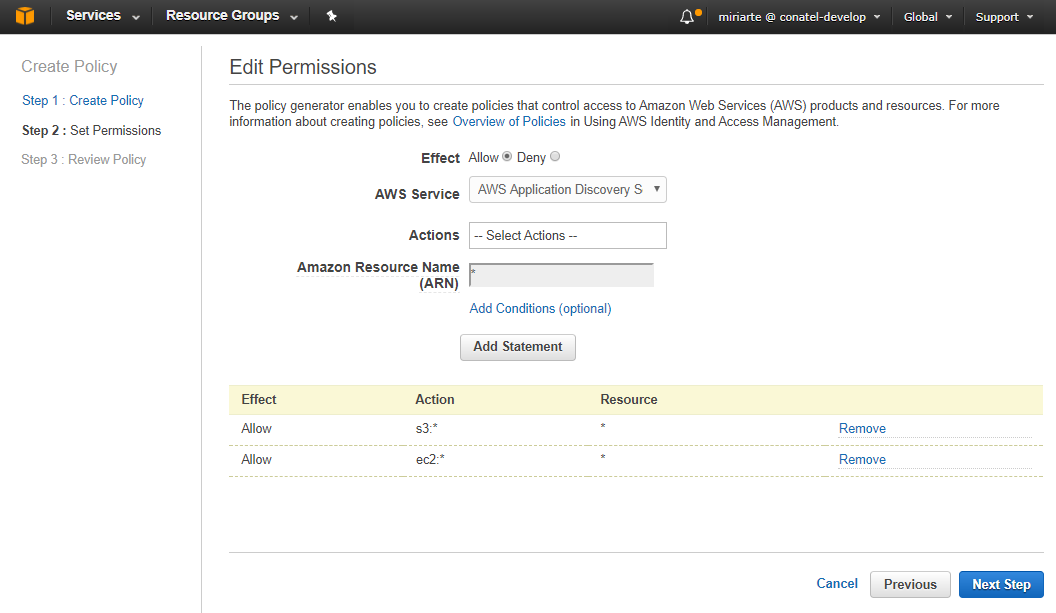 Services Resource Groups miriarte @ conatel-develop Global Support
Create Policy
Step 1 : Create Policy
Step 2 : Set Permissions
Step 3 : Review Policy
Edit Permissions
The policy generator enables you to create policies that control access to Amazon Web Services (AWS) products and resources. For more
information about creating policies, see Overview of Policies in Using AWS Identity and Access Management.
Effect Allow Deny
AWS Service AWS Application Discovery S
Actions -- Select Actions --
Amazon Resource Name
(ARN) *
Add Conditions (optional)
Add Statement
Effect Action Resource
Allow s3:* * Remove
Allow ec2:* * Remove
Cancel Previous Next Step